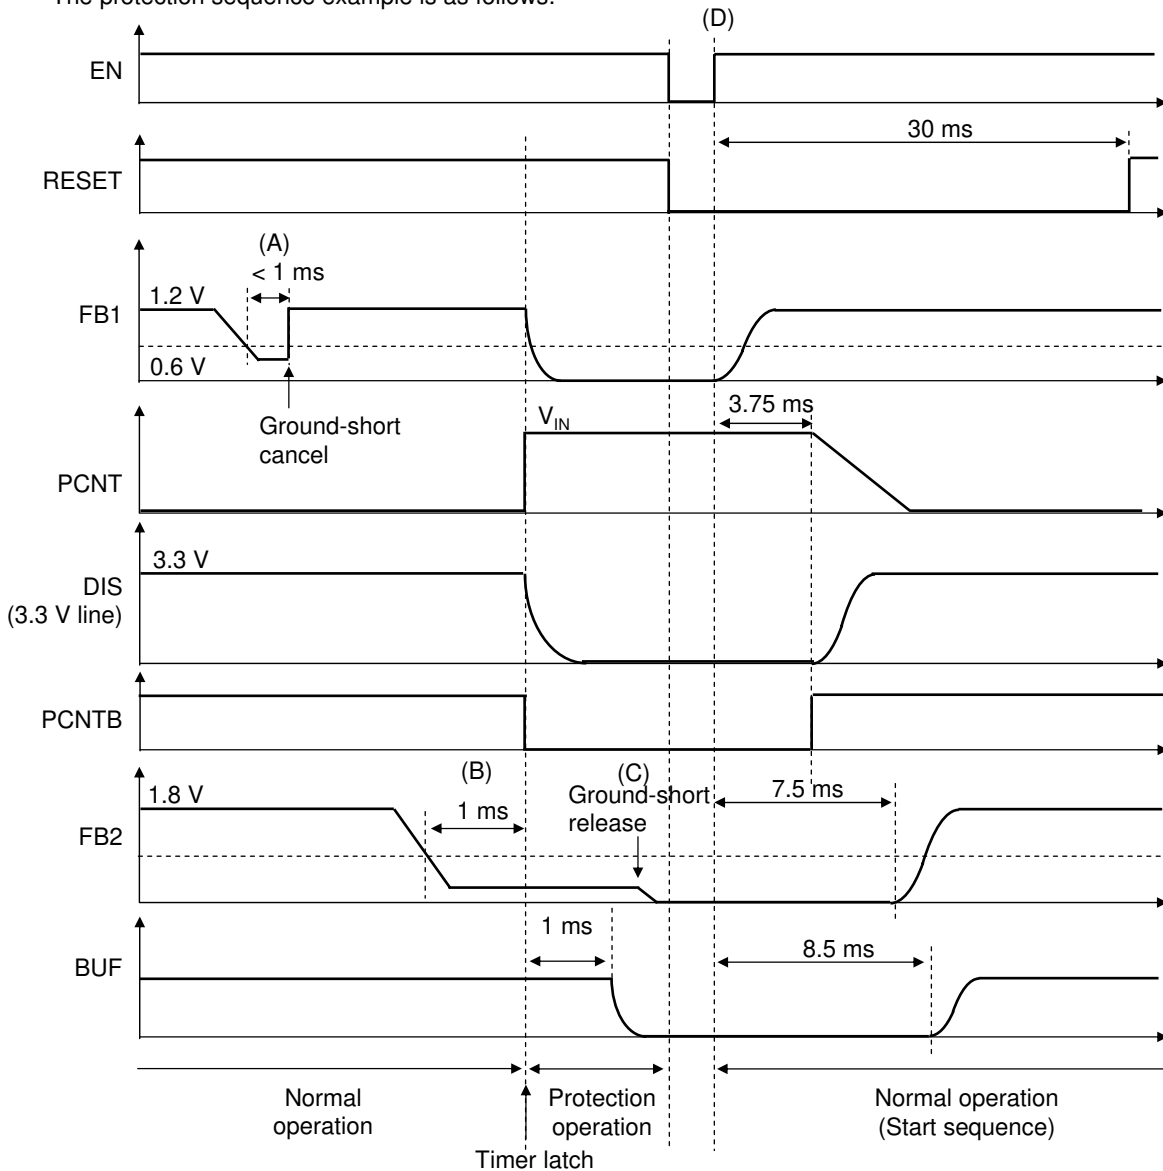 The protection sequence example is as follows.
(D)
EN
30 ms
RESET
(A)
< 1 ms
1.2 V
FB1
0.6 V
Ground-short
cancel
3.75 ms
VIN
PCNT
3.3 V
DIS
(3.3 V line)
PCNTB
(B)
(C)
1.8 V
1 ms
Ground-short
release
7.5 ms
FB2
1 ms
8.5 ms
BUF
Normal
operation
Protection
operation
Normal operation
(Start sequence)
Timer latch